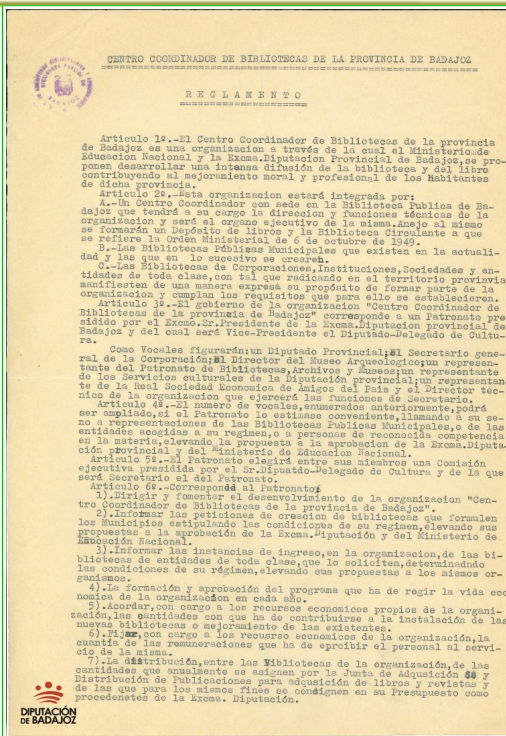 CENTRO COORDINADOR DE BIBLIOTECAS DE LA PROVINCIA DE BADAJOZ
R E G L A M E N T O
Articulo 1º.-El Centro Coordinador de Bibliotecas de la provincia
de Badajoz es una organizacion a través de la cual el Ministerio de
Educacion Nacional y la Excma.Diputacion Provincial de Badajoz,se pro-
ponen desarrollar una intensa difusión de la biblioteca y del libro
contribuyendo al mejoramiento moral y profesional de los Habitantes
de dicha provincia.
Articulo 2º.-Esta organizacion estará integrada por:
A.-Un Centro Coordinador con sede en la Biblioteca Publica de Ba-
dajoz que tendrá a su cargo la direcion y funciones técnicas de la
organizacion y será el organo ejecutivo de la misma.Anejo al mismo
se formarán un Depósito de libros y la Biblioteca Circulante a que
se refiere la Orden Ministerial de 6 de octubre de 1949.
B.-Las Bibliotecas Públicas Municipales que existen en la actuali-
dad y las que en lo sucesivo se crearen.
C.-Las Bibliotecas de Corporaciones,Instituciones,Sociedades y en-
tidades de toda clase,con tal que radicando en el territorio provinvia
manifiesten de una manera expresa su propósito de formar parte de la
organizacion y cumplan los requisitos que para ello se establecieren.
Articulo 3º.-El gobierno de la organizacion "Centro Coordinador de
Bibliotecas de la provincia de Badajoz" corresponde a un Patronato pre
sidido por el Excmo.Sr.Presidente de la Excma.Diputacion provincial de
Badajoz y del cual será Vice-Presidente el Diputado-Delegado de Cultu-
ra.
Como Vocales figurarán:un Diputado Provincial;El Secretario gene-
ral de la Corporación;El Director del Museo Arqueologico;un represen-
tante del Patronato de Bibliotecas,Archivos y Museos;un representante
de los Servicios culturales de la Diputación provincial;un representan
te de la Real Sociedad Economica de Amigos del Pais y el Director tec-
nico de la organizacion que ejercerá las funciones de Secretario.
Articulo 4º.-El numero de vocales,enumerados anteriormente,podrá
ser ampliado,si el Patronato lo estimase conveniente,llamando a su se-
no a representaciones de las Bibliotecas Publicas Municipales,o de las
entidades acogidas a su regimen,o a personas de reconocida competencia
en la materia,elevando la propuesta a la aprobacion de la Excma.Diputa-
ción provincial y del Ministerio de Educacion Nacional.
Articulo 5º.-El Patronato elegirá entre sus miembros una Comisión
ejecutiva presidida por el Sr.Dipuatdo-Delegado de Cultura y de la que
será Secretario el del Patronato.
Articulo 6º.-Corresponde al Patronato:
1).Dirigir y fomentar el desenvolvimiento de la organizacion "Cen-
tro Coordinador de Bibliotecas de la provincia de Badajoz".
2).Informar las peticiones de creacion de bibliotecas que formulen
los Municipios estipulando las condiciones de su regimen,elevando sus
propuestas a la aprobacion de la Excma.Diputación y del Ministerio de
Educación Nacional.
3).Informar las instancias de ingreso,en la organizacion,de las bi-
bliotecas de entidades de toda clase,que lo soliciten,determinadndo
las condiciones de su régimen,elevando sus propuestas a los mismos or-
ganismos.
4).La formación y aprobación del programa que ha de regir la vida eco
nomica de la organización en cada año.
5).Acordar,con cargo a los recursos economicos propios de la organi-
zación,las cantidades con que ha de contribuirse a la instalación de las
nuevas bibliotecas o mejoramiento de las existentes.
6).Fijar,con cargo a los recusrso economicos de la organización,la
cuantia de las remuneraciones que ha de eprcibir el personal al servi-
cio de la misma.
7).La distribución,entre las Bibliotecas de la organización,de las
cantidades que anualmente se asignen por la Junta de Adqusición y
Distribución de Publicaciones para adqusición de libros y revistas y
de las que para los mismos fines se condignen en su Presupuesto como
procedenetes de la Excma. Diputación.
DIPUTACIÓN
DE BADAJOZ